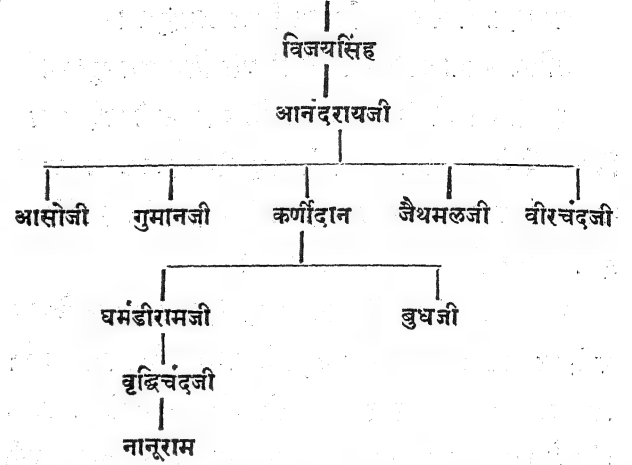 विजयसिंह
आनंदरायजी
आसोजी गुमानजी कर्णीदान जैथमलजी वीरचंदजी
घमंडीरामजी बुधजी
वृद्धिचंदजी
नानूराम